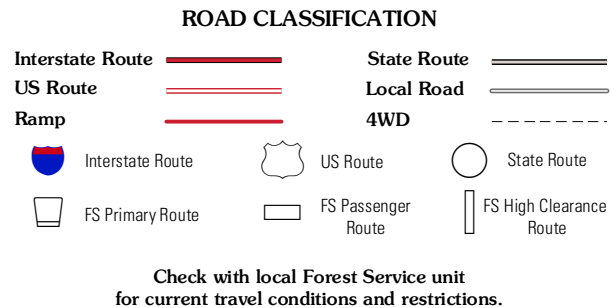 ROAD CLASSIFICATION
Interstate Route
State Route
US Route
Local Road
Ramp
4WD
Interstate Route
US Route
State Route
FS Primary Route
FS Passenger
Route
FS High Clearance
Route
Check with local Forest Service unit
for current travel conditions and restrictions.